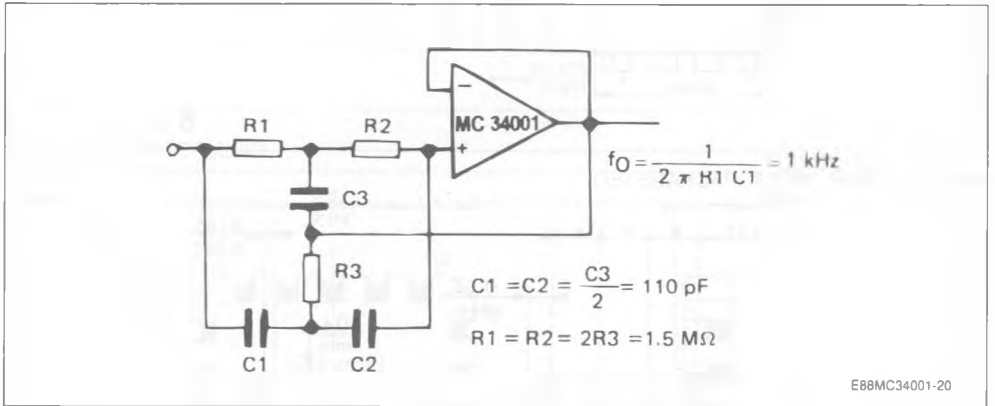 R1
R2
−
MC 34001
+
C3
R3
C1
C2
fO = 1 / 2 π R1 C1 = 1 kHz
C1 = C2 = C3 / 2 = 110 pF
R1 = R2 = 2R3 = 1.5 MΩ
E88MC34001-20